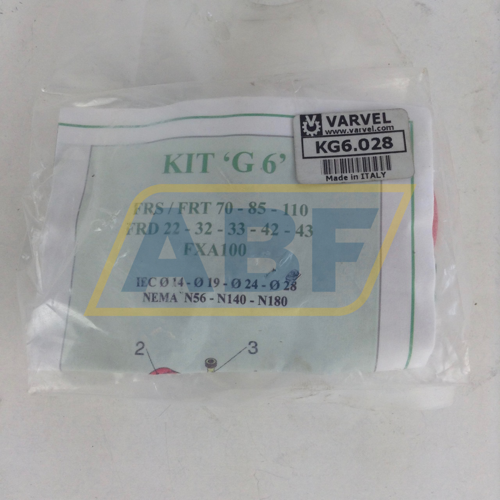 VARVEL
www.varvel.com
KG6.028
Made in ITALY
KIT 'G 6'
FRS / FRT 70 - 85 - 110
FRD 22 - 32 - 33 - 42 - 43
FXA100
IEC Ø 14 - Ø 19 - Ø 24 - Ø 28
NEMA N56 - N140 - N180
2 3
ABF